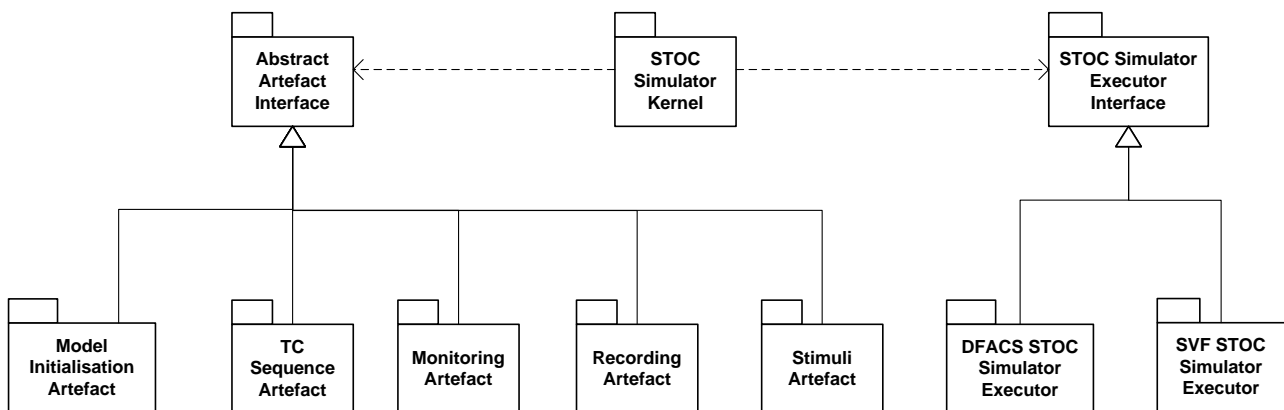 Abstract
Artefact
Interface
STOC
Simulator
Kernel
STOC Simulator
Executor
Interface
Model
Initialisation
Artefact
TC
Sequence
Artefact
Monitoring
Artefact
Recording
Artefact
Stimuli
Artefact
DFACS STOC
Simulator
Executor
SVF STOC
Simulator
Executor